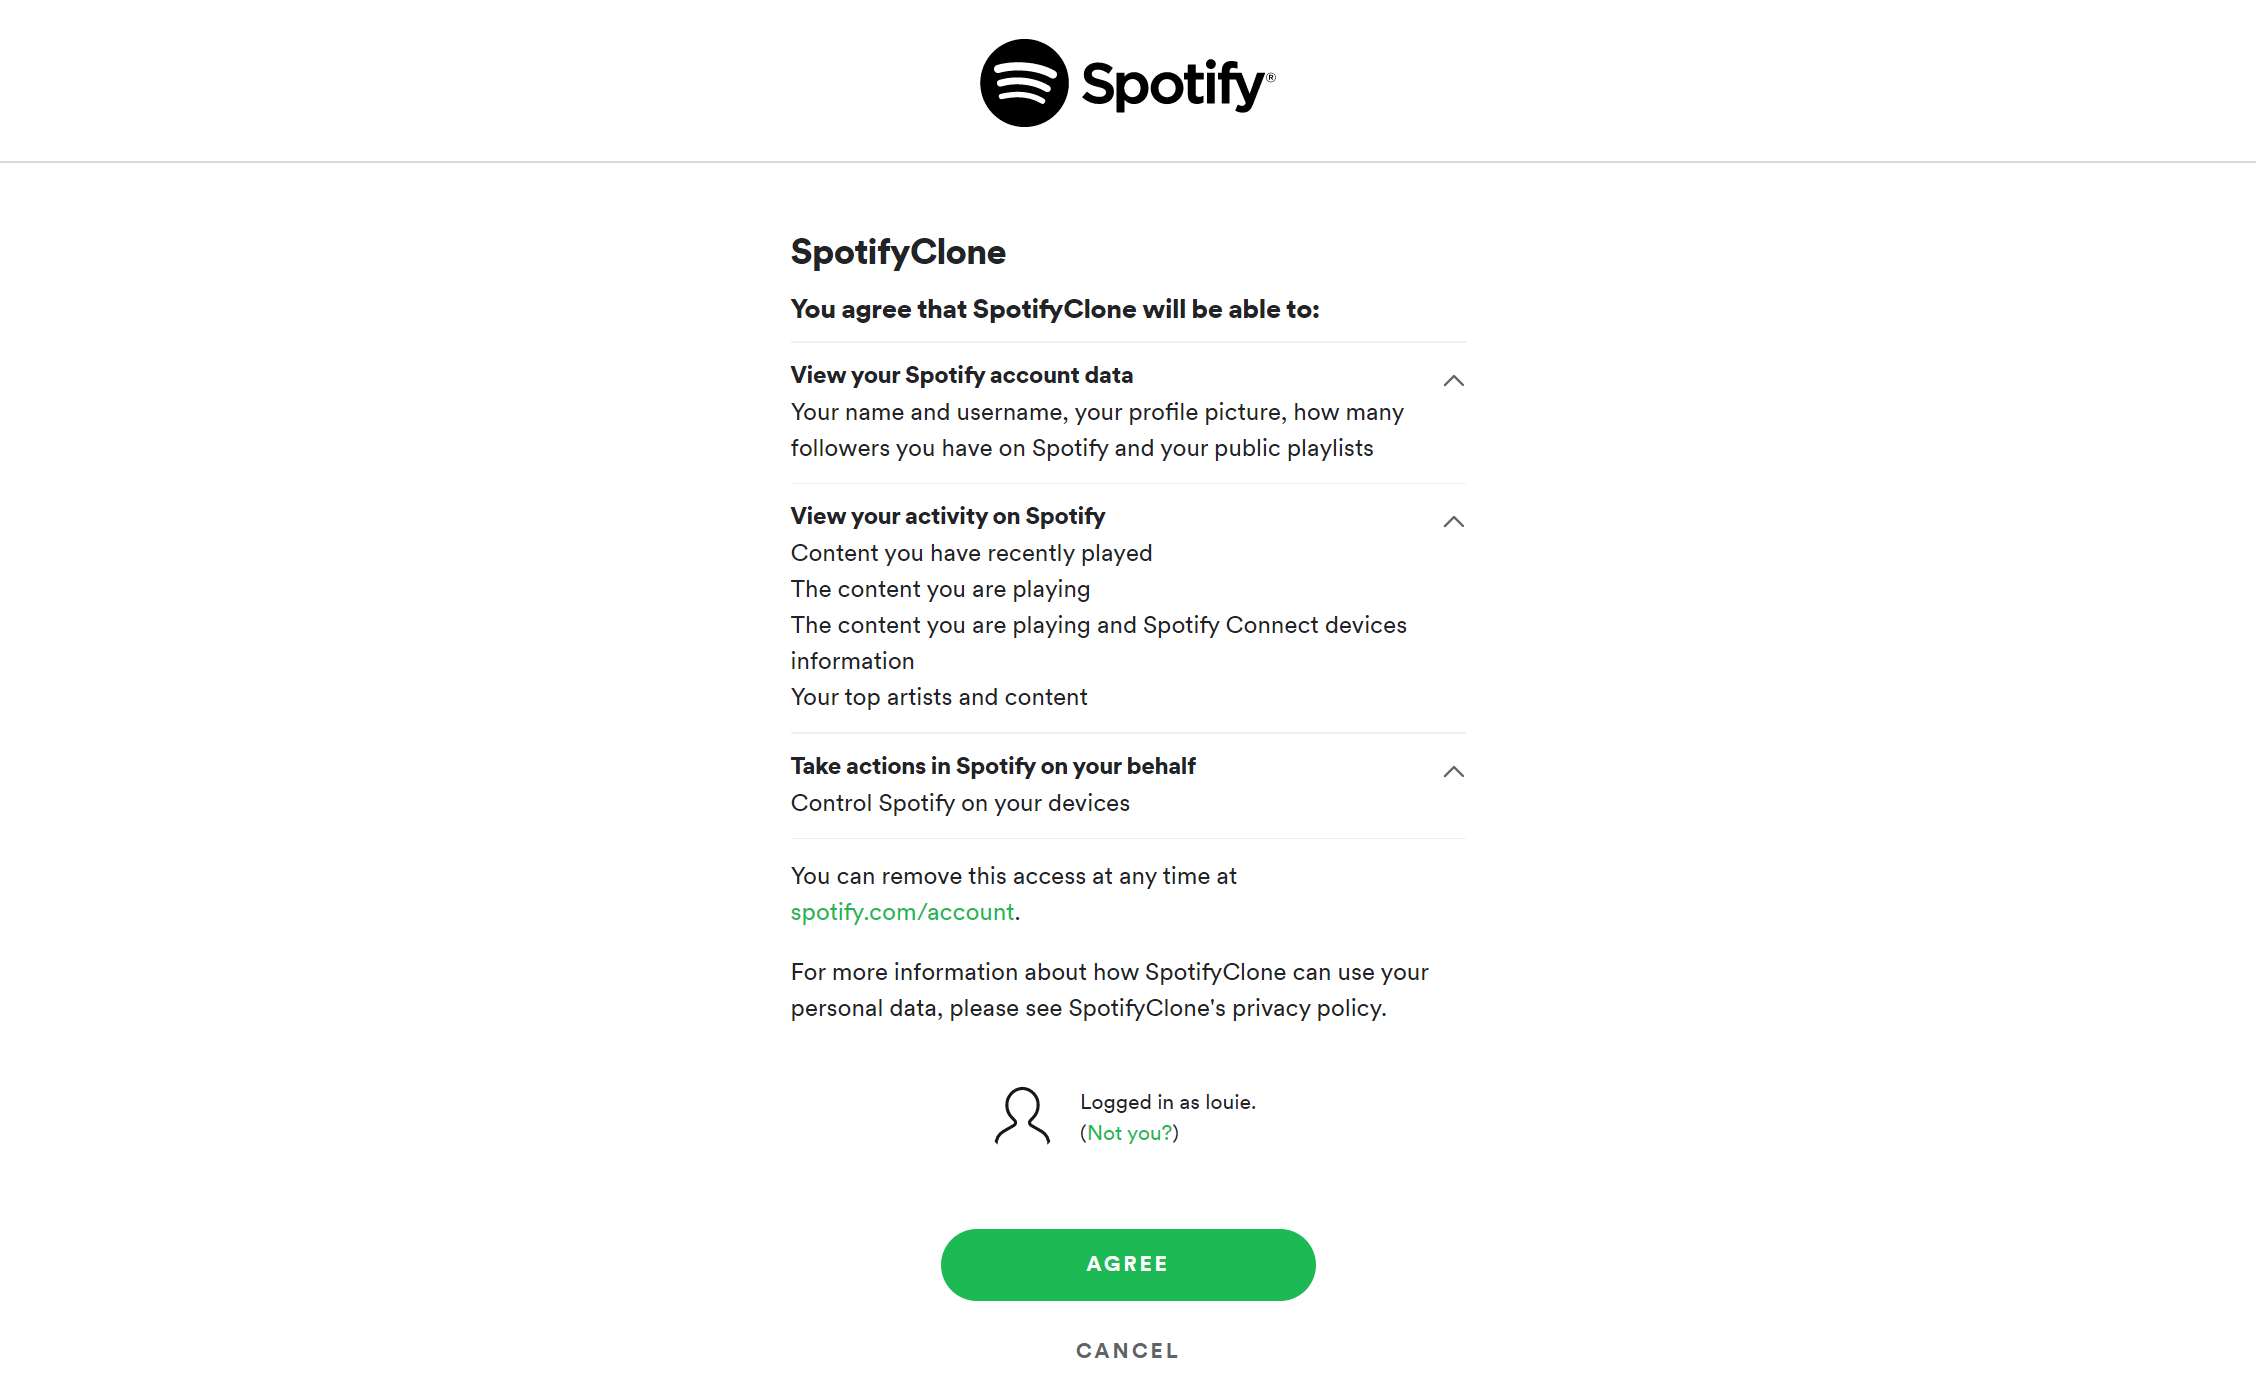 Spotify®
SpotifyClone
You agree that SpotifyClone will be able to:
View your Spotify account data
Your name and username, your profile picture, how many
followers you have on Spotify and your public playlists
View your activity on Spotify
Content you have recently played
The content you are playing
The content you are playing and Spotify Connect devices
information
Your top artists and content
Take actions in Spotify on your behalf
Control Spotify on your devices
You can remove this access at any time at
spotify.com/account.
For more information about how SpotifyClone can use your
personal data, please see SpotifyClone's privacy policy.
Logged in as louie.
(Not you?)
AGREE
CANCEL